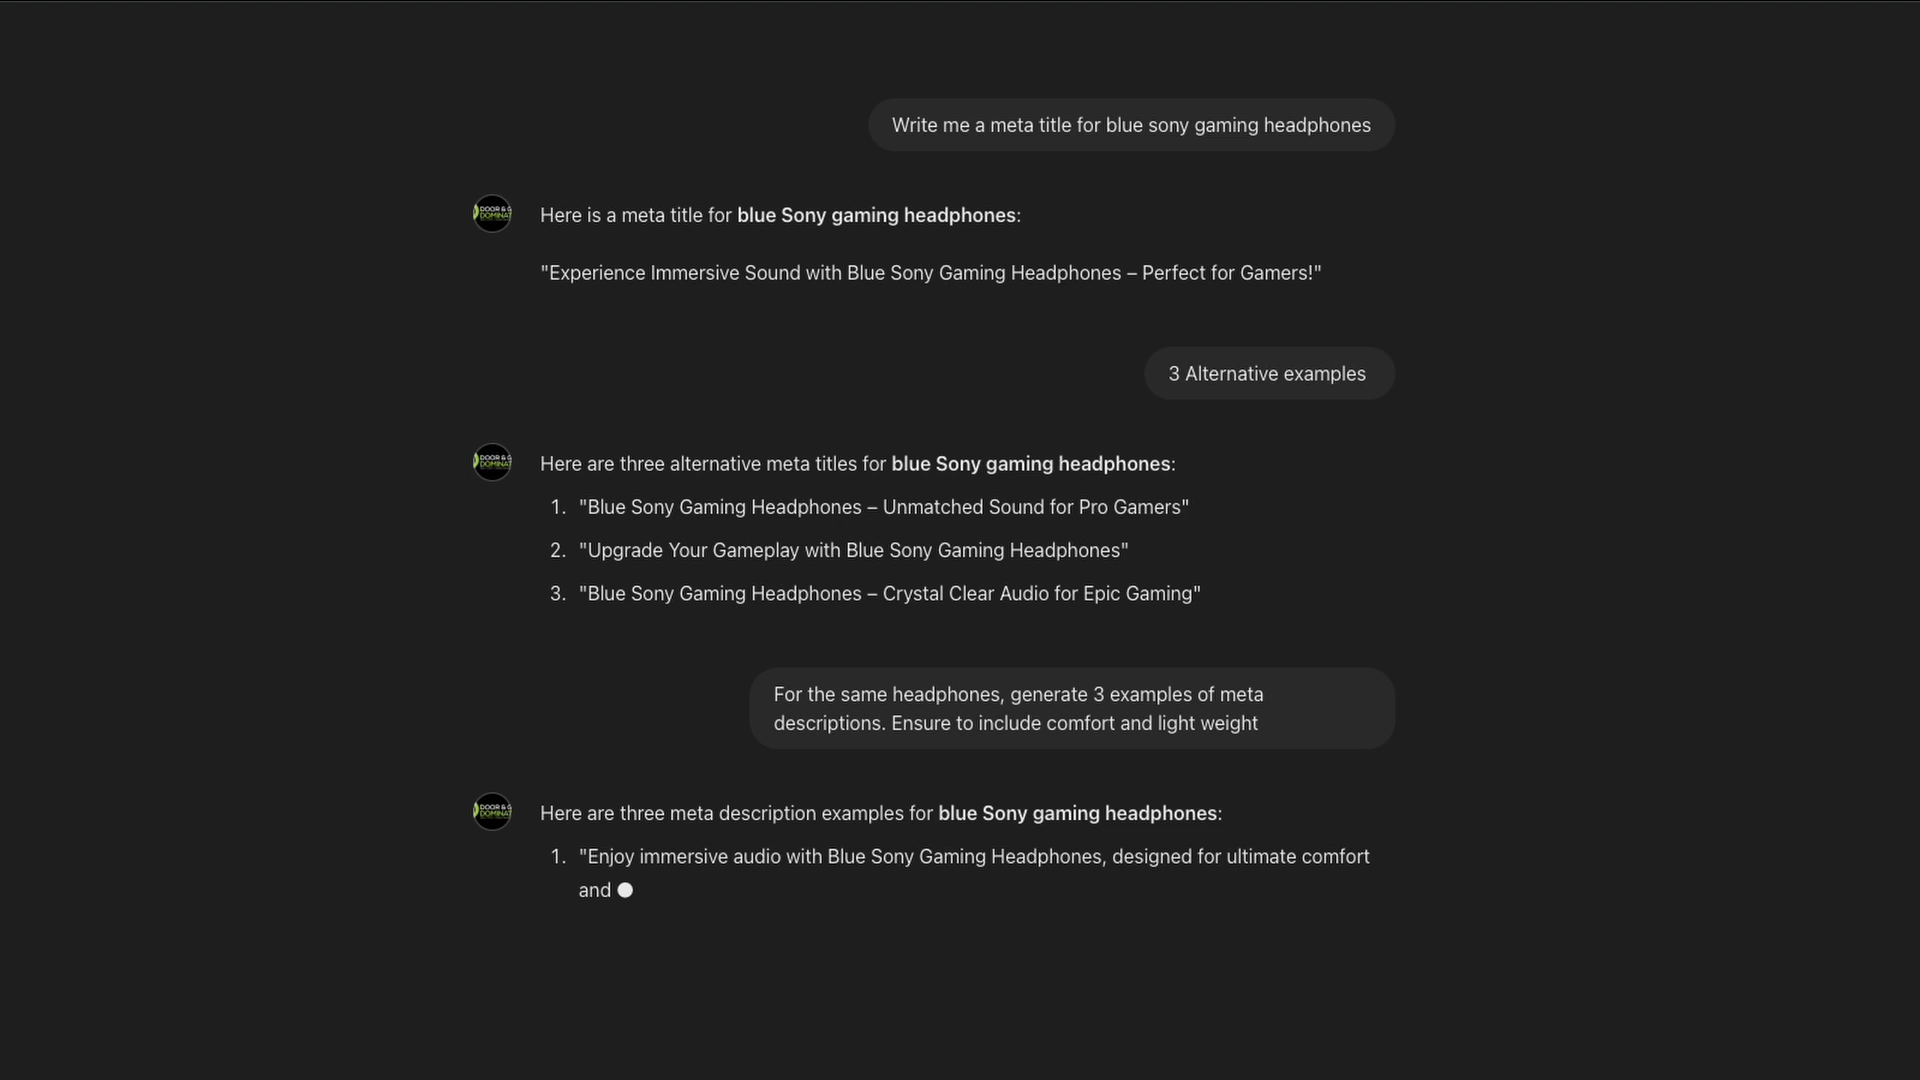 Write me a meta title for blue sony gaming headphones
DOOR & G
DOMINAT
Here is a meta title for blue Sony gaming headphones:
"Experience Immersive Sound with Blue Sony Gaming Headphones – Perfect for Gamers!"
3 Alternative examples
DOOR & G
DOMINAT
Here are three alternative meta titles for blue Sony gaming headphones:
1. "Blue Sony Gaming Headphones – Unmatched Sound for Pro Gamers"
2. "Upgrade Your Gameplay with Blue Sony Gaming Headphones"
3. "Blue Sony Gaming Headphones – Crystal Clear Audio for Epic Gaming"
For the same headphones, generate 3 examples of meta
descriptions. Ensure to include comfort and light weight
DOOR & G
DOMINAT
Here are three meta description examples for blue Sony gaming headphones:
1. "Enjoy immersive audio with Blue Sony Gaming Headphones, designed for ultimate comfort
and